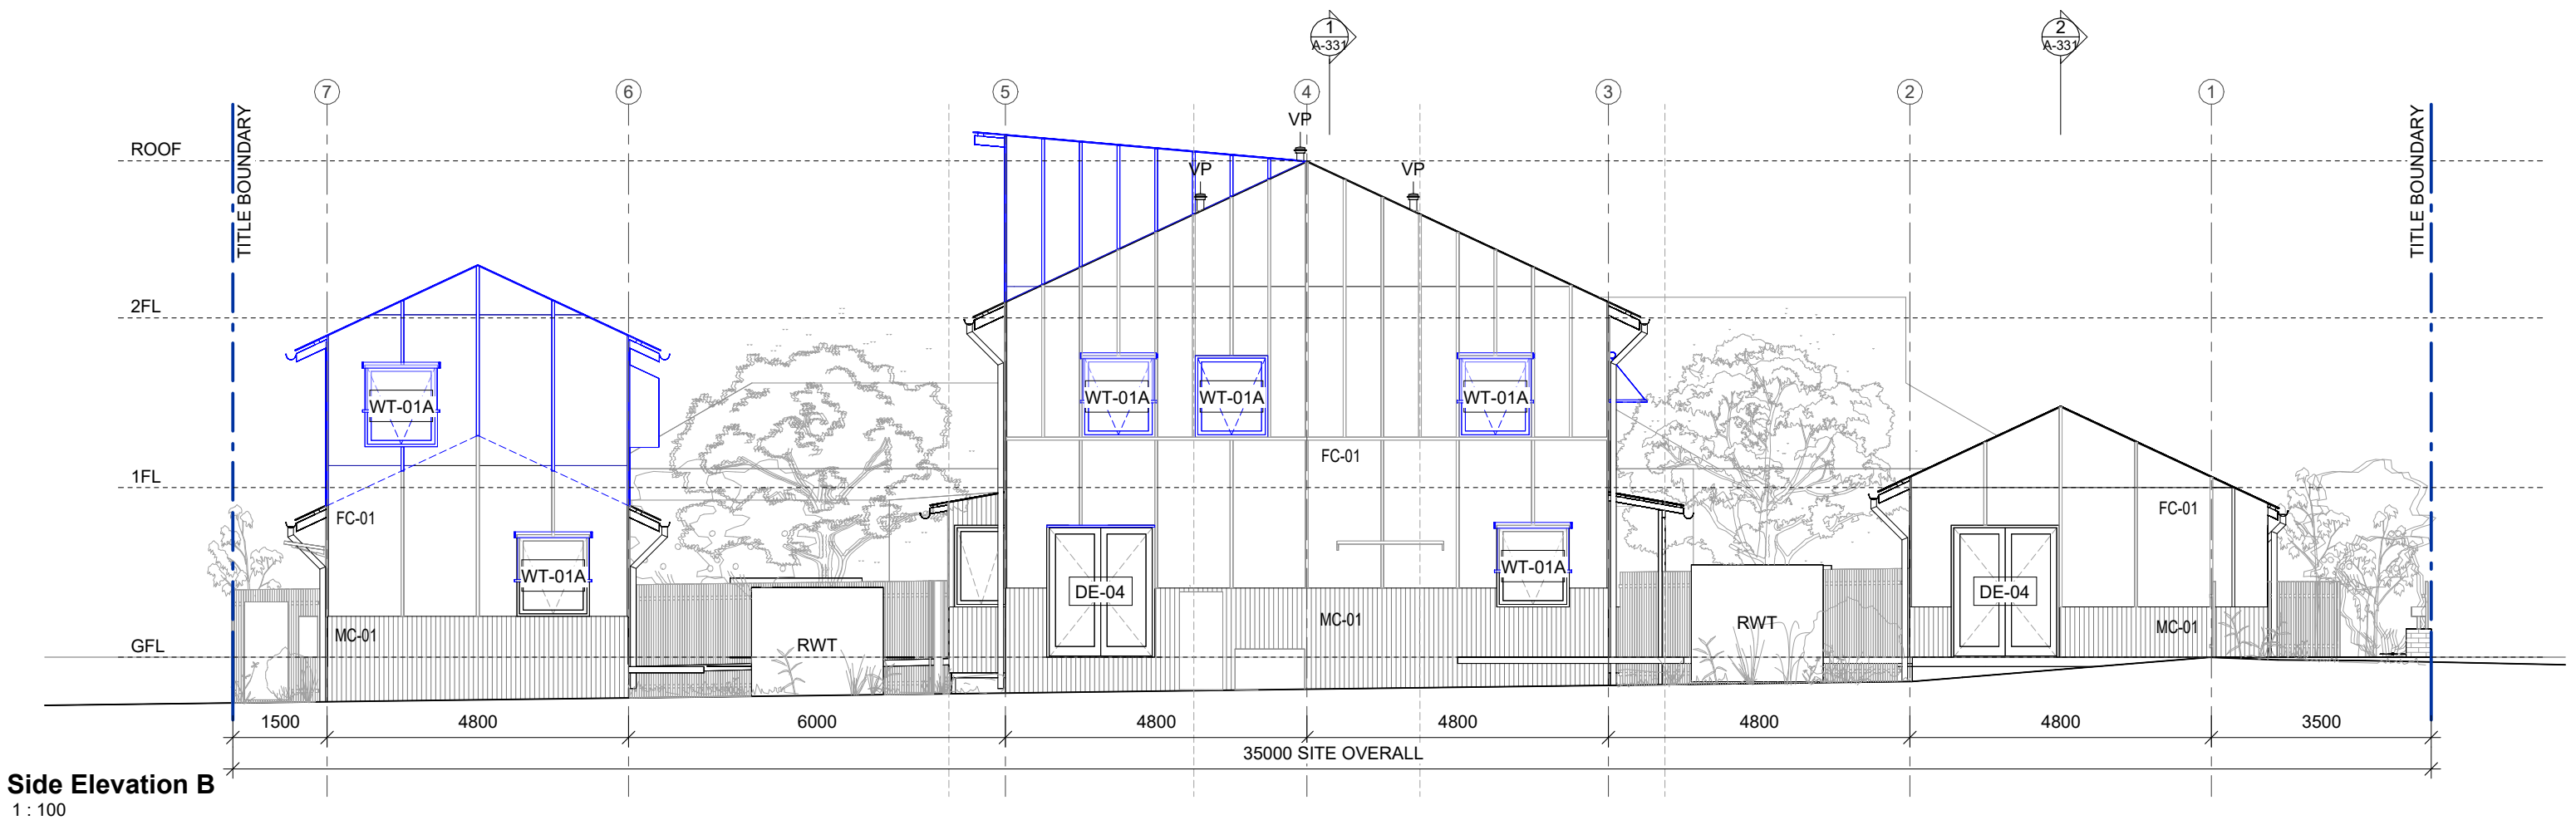 1
A-331
2
A-331
7
6
5
4
3
2
1
VP
VP
VP
ROOF
TITLE BOUNDARY
TITLE BOUNDARY
2FL
WT-01A
WT-01A
WT-01A
WT-01A
FC-01
1FL
FC-01
FC-01
WT-01A
WT-01A
DE-04
DE-04
MC-01
MC-01
MC-01
RWT
RWT
GFL
1500
4800
6000
4800
4800
4800
4800
3500
35000 SITE OVERALL
Side Elevation B
1 : 100